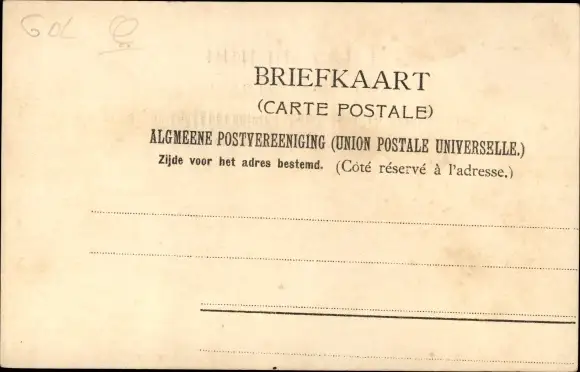 BRIEFKAART
(CARTE POSTALE)
ALGMEENE POSTVEREENIGING (UNION POSTALE UNIVERSELLE.)
Zijde voor het adres bestemd. (Côté réservé à l'adresse.)